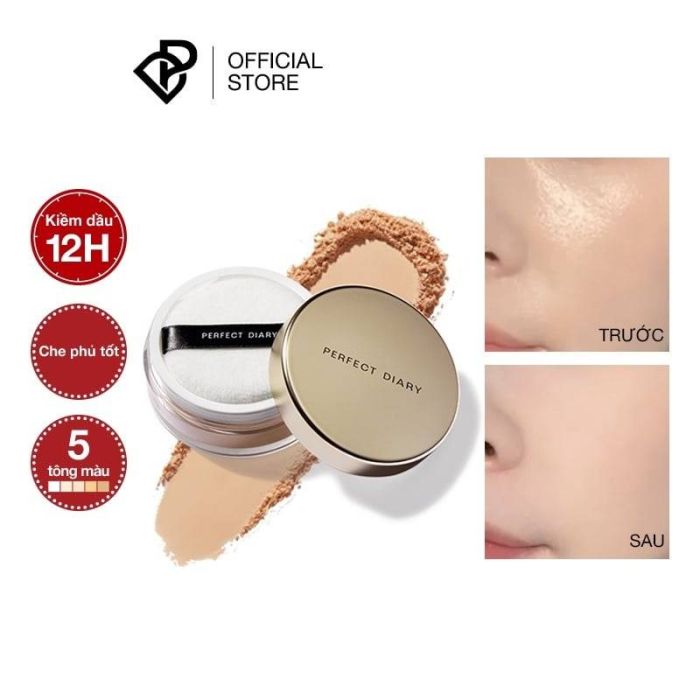 OFFICIAL
STORE
Kiềm dầu
12H
Che phủ tốt
5
tông màu
PERFECT DIARY
PERFECT DIARY
TRƯỚC
SAU